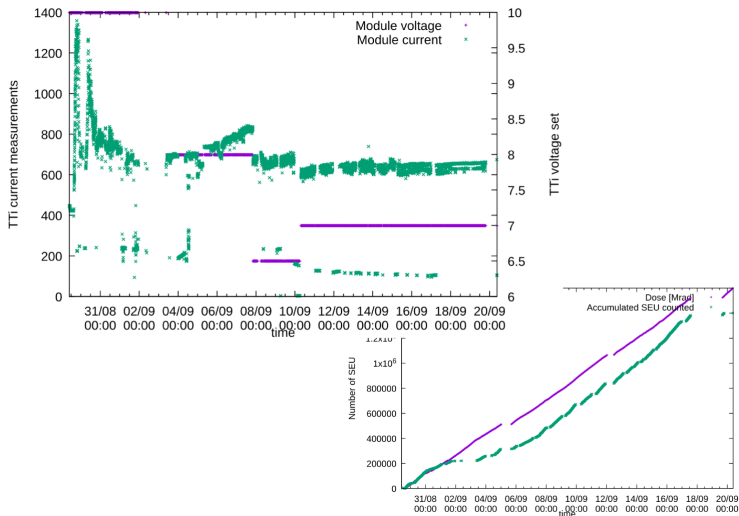 1400
1200
1000
800
600
400
200
0
TTi current measurements
Module voltage
Module current
10
9.5
9
8.5
8
7.5
7
6.5
6
TTi voltage set
31/08 02/09 04/09 06/09 08/09 10/09 12/09 14/09 16/09 18/09 20/09
00:00 00:00 00:00 00:00 00:00 00:00 00:00 00:00 00:00 00:00 00:00
time
Dose [Mrad]
Accumulated SEU counted
1x10⁶
800000
600000
400000
200000
0
Number of SEU
31/08 02/09 04/09 06/09 08/09 10/09 12/09 14/09 16/09 18/09 20/09
00:00 00:00 00:00 00:00 00:00 00:00 00:00 00:00 00:00 00:00 00:00
time